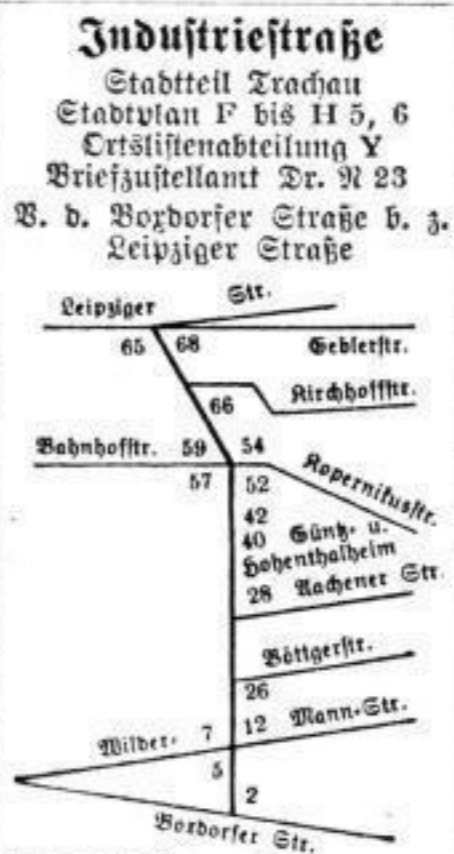 Industriestraße
Stadtteil Trachau
Stadtplan F bis H 5, 6
Ortslistenabteilung Y
Briefzustellamt Dr. N 23
V. d. Boxdorfer Straße b. z.
Leipziger Straße
Leipziger Str.
65 68 Geblerstr.
66 Kirchhoffstr.
Bahnhofstr. 59 54
57 52 Kopernikusstr.
42
40 Güntz- u.
Hohenthalheim
28 Aachener Str.
Böttgerstr.
26
Wilder- 7 12 Mann-Str.
5
2
Boxdorfer Str.